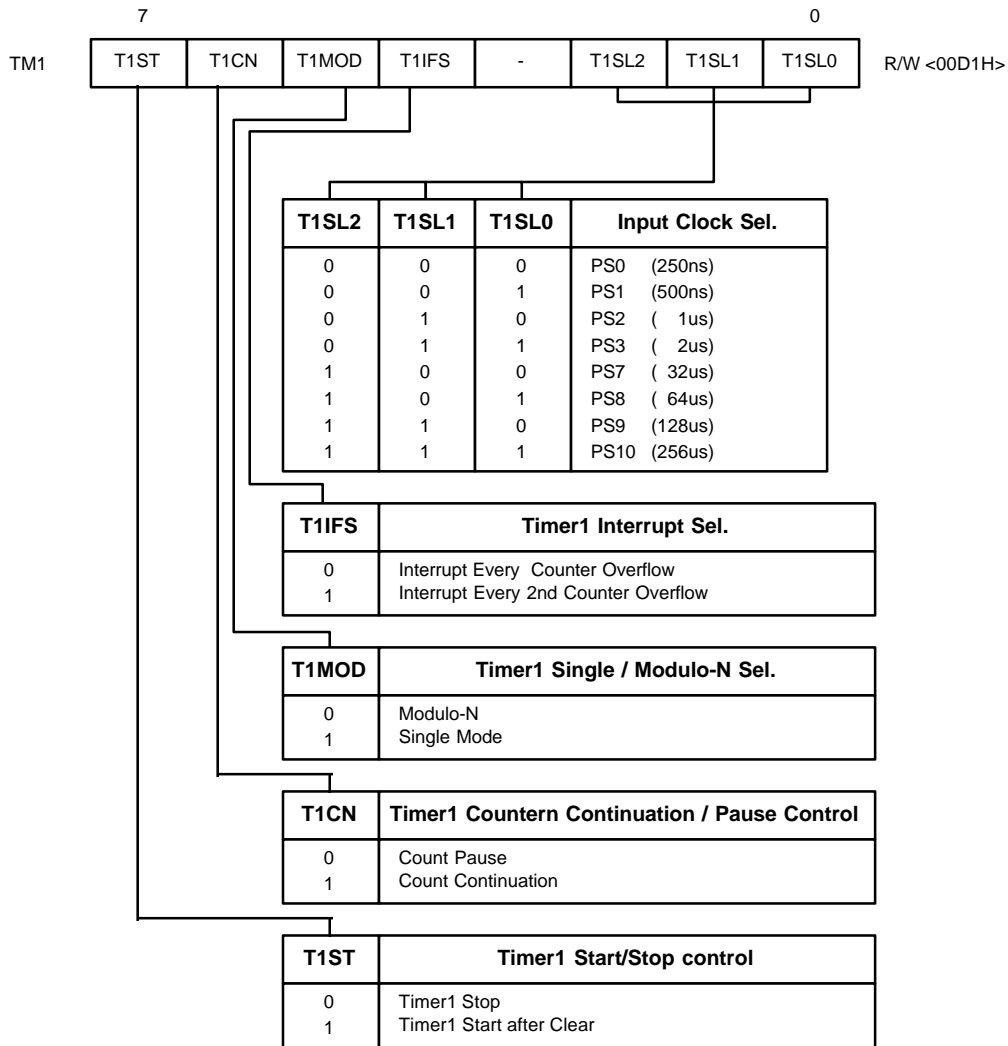 7 0
TM1 T1ST T1CN T1MOD T1IFS - T1SL2 T1SL1 T1SL0 R/W <00D1H>
T1SL2 T1SL1 T1SL0 Input Clock Sel.
0 0 0 PS0 (250ns)
0 0 1 PS1 (500ns)
0 1 0 PS2 ( 1us)
0 1 1 PS3 ( 2us)
1 0 0 PS7 ( 32us)
1 0 1 PS8 ( 64us)
1 1 0 PS9 (128us)
1 1 1 PS10 (256us)
T1IFS Timer1 Interrupt Sel.
0 Interrupt Every Counter Overflow
1 Interrupt Every 2nd Counter Overflow
T1MOD Timer1 Single / Modulo-N Sel.
0 Modulo-N
1 Single Mode
T1CN Timer1 Countern Continuation / Pause Control
0 Count Pause
1 Count Continuation
T1ST Timer1 Start/Stop control
0 Timer1 Stop
1 Timer1 Start after Clear